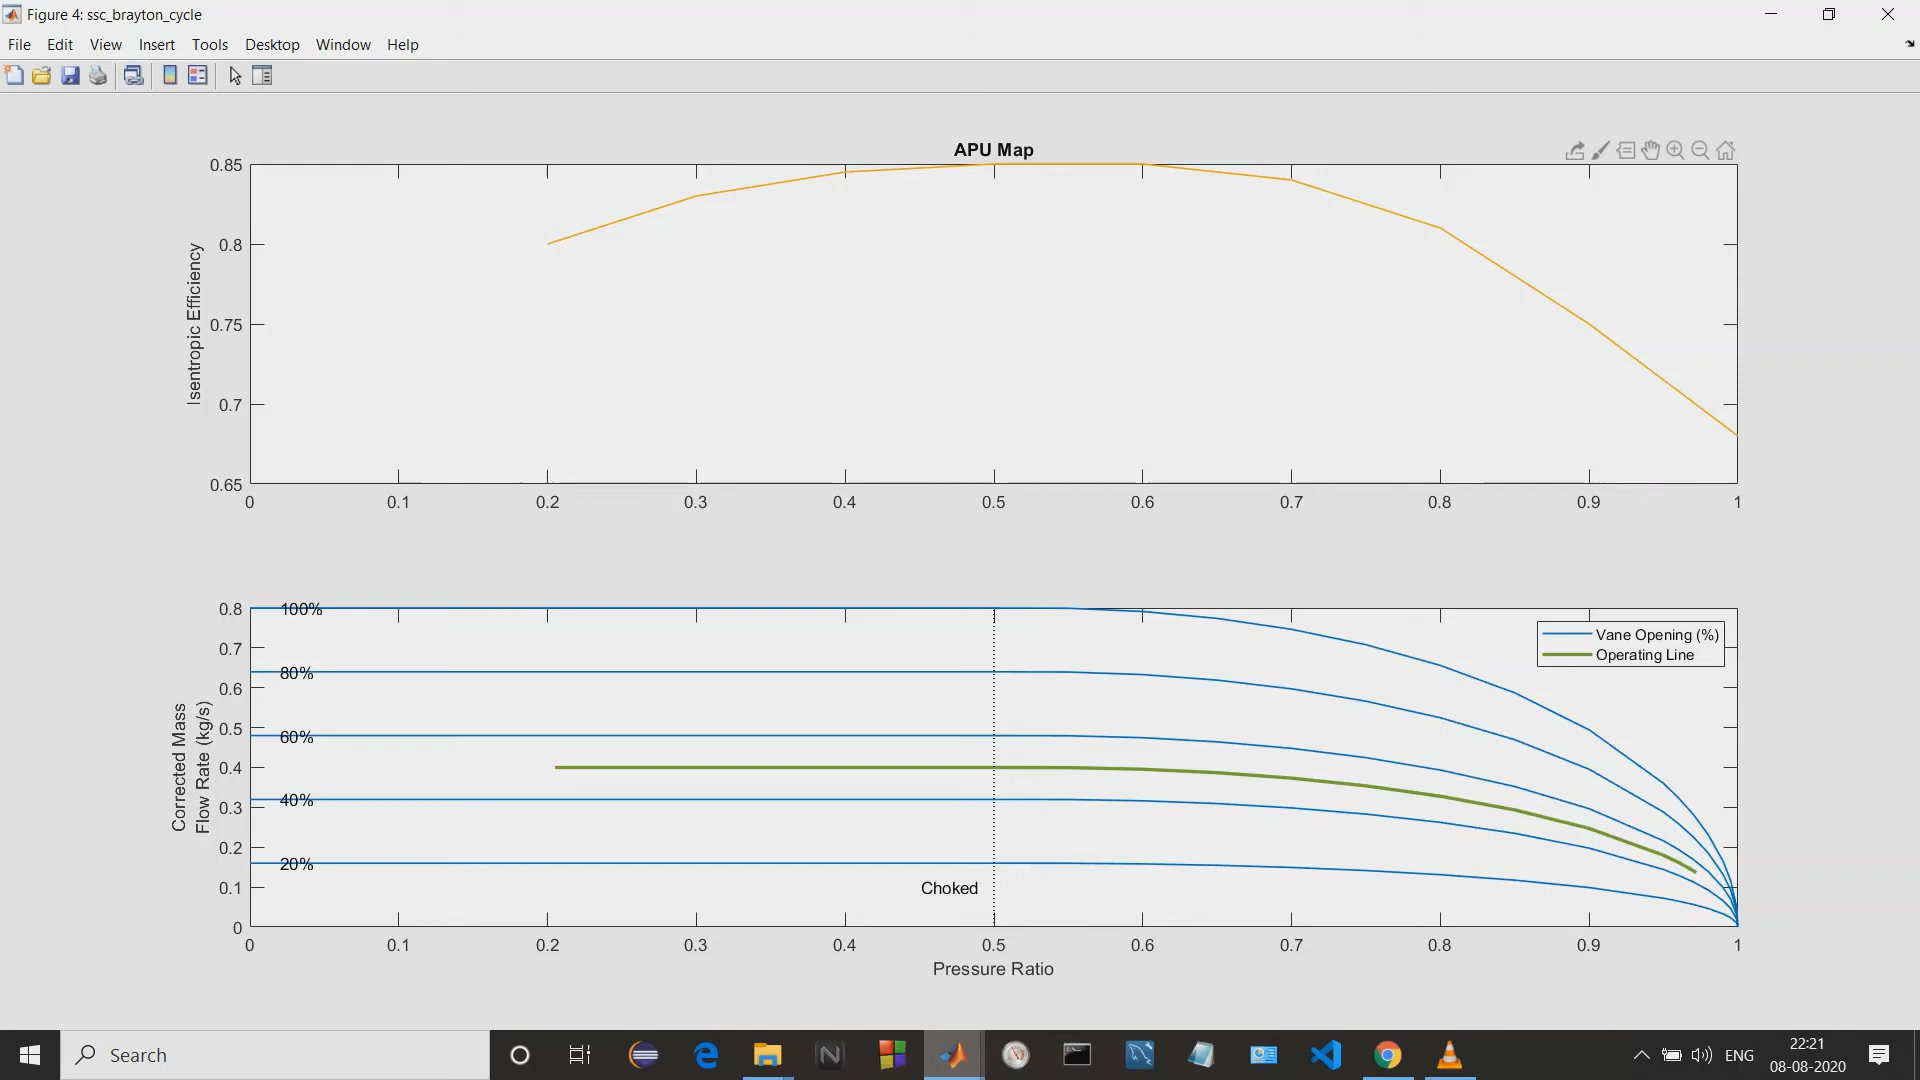 Figure 4: ssc_brayton_cycle
File Edit View Insert Tools Desktop Window Help
APU Map
0.85
0.8
0.75
0.7
0.65
Isentropic Efficiency
0 0.1 0.2 0.3 0.4 0.5 0.6 0.7 0.8 0.9 1
0.8
0.7
0.6
0.5
0.4
0.3
0.2
0.1
0
Corrected Mass
Flow Rate (kg/s)
100%
80%
60%
40%
20%
Vane Opening (%)
Operating Line
Choked
0 0.1 0.2 0.3 0.4 0.5 0.6 0.7 0.8 0.9 1
Pressure Ratio
Search
ENG
22:21
08-08-2020